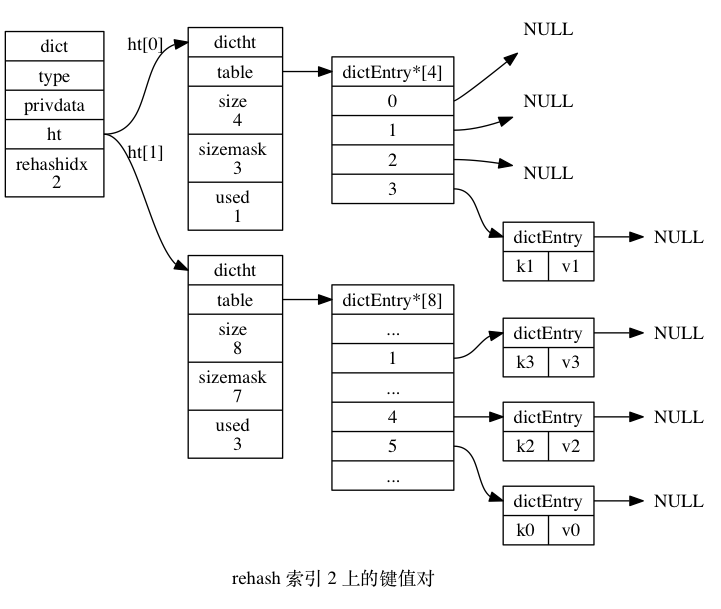 dict
type
privdata
ht
rehashidx
2
ht[0]
ht[1]
dictht
table
size
4
sizemask
3
used
1
dictEntry*[4]
0
1
2
3
NULL
NULL
NULL
dictEntry
k1 v1
NULL
dictht
table
size
8
sizemask
7
used
3
dictEntry*[8]
...
1
...
4
5
...
dictEntry
k3 v3
NULL
dictEntry
k2 v2
NULL
dictEntry
k0 v0
NULL
rehash 索引 2 上的键值对